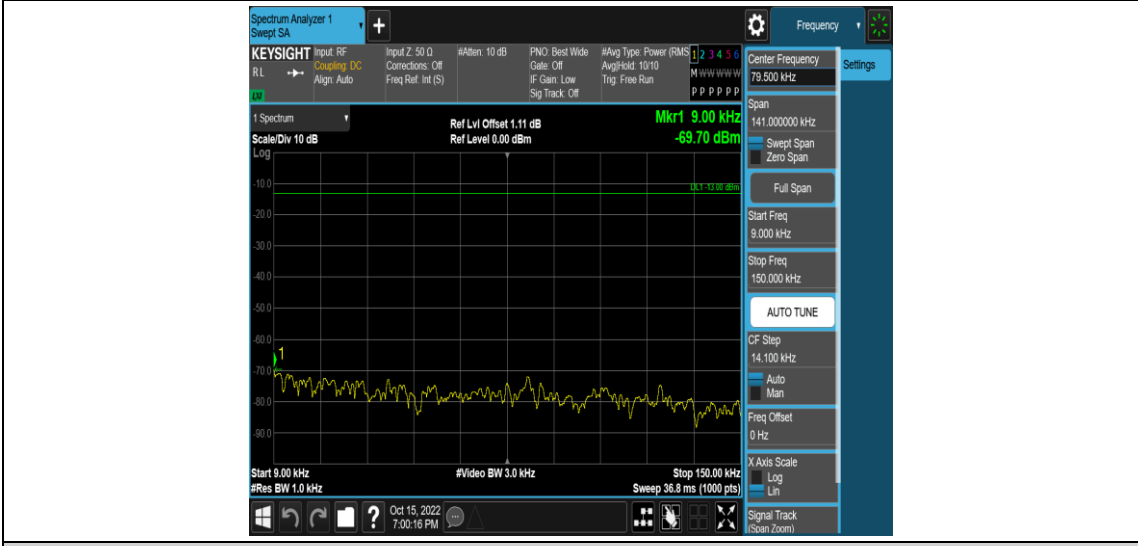 Spectrum Analyzer 1
Swept SA
+
Frequency
KEYSIGHT
RL
LXI
Input: RF
Coupling: DC
Align: Auto
Input Z: 50 Ω
Corrections: Off
Freq Ref: Int (S)
#Atten: 10 dB
PNO: Best Wide
Gate: Off
IF Gain: Low
Sig Track: Off
#Avg Type: Power (RMS
Avg|Hold: 10/10
Trig: Free Run
1 2 3 4 5 6
M W W W W W
P P P P P P
1 Spectrum
Scale/Div 10 dB
Log
Ref Lvl Offset 1.11 dB
Ref Level 0.00 dBm
Mkr1 9.00 kHz
-69.70 dBm
DL1 -13.00 dBm
-10.0
-20.0
-30.0
-40.0
-50.0
-60.0
1
-70.0
-80.0
-90.0
Start 9.00 kHz
#Res BW 1.0 kHz
#Video BW 3.0 kHz
Stop 150.00 kHz
Sweep 36.8 ms (1000 pts)
?
Oct 15, 2022
7:00:16 PM
Center Frequency
79.500 kHz
Settings
Span
141.000000 kHz
Swept Span
Zero Span
Full Span
Start Freq
9.000 kHz
Stop Freq
150.000 kHz
AUTO TUNE
CF Step
14.100 kHz
Auto
Man
Freq Offset
0 Hz
X Axis Scale
Log
Lin
Signal Track
(Span Zoom)